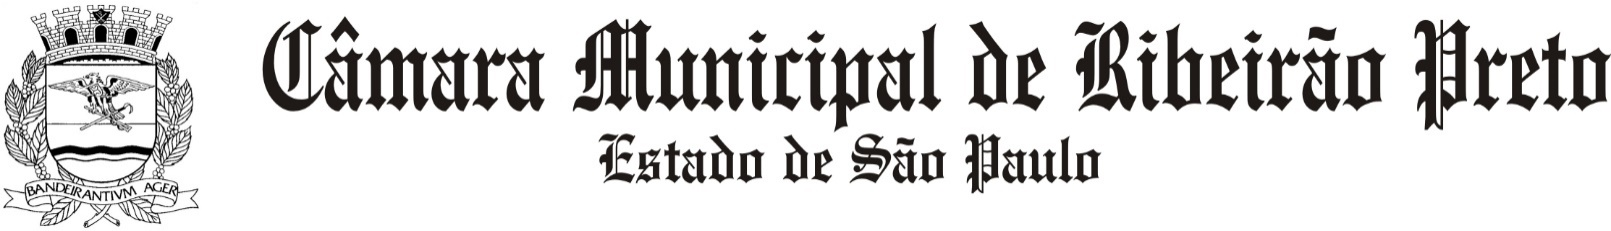 Câmara Municipal de Ribeirão Preto
Estado de São Paulo
BANDEIRANTIVM AGER